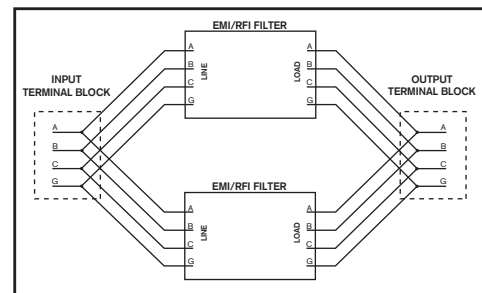 EMI/RFI FILTER
A
B
C
G
LINE
LOAD
A
B
C
G
INPUT
TERMINAL BLOCK
A
B
C
G
OUTPUT
TERMINAL BLOCK
A
B
C
G
EMI/RFI FILTER
A
B
C
G
LINE
LOAD
A
B
C
G